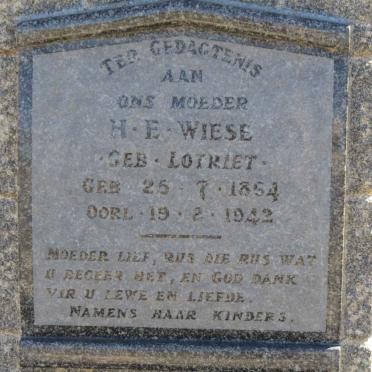 TER GEDAGTENIS
AAN
ONS MOEDER
H·E·WIESE
·GEB·LOTRIET·
GEB·25·7·1864
OORL·19·2·1942
MOEDER LIEF, RUS DIE RUS WAT
U BEGEER HET, EN GOD DANK
VIR U LEWE EN LIEFDE.
NAMENS HAAR KINDERS.